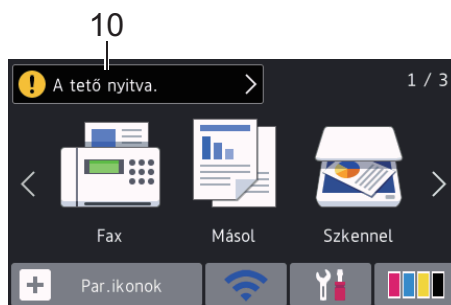 10
A tető nyitva.
1 / 3
Fax Másol Szkennel
Par.ikonok